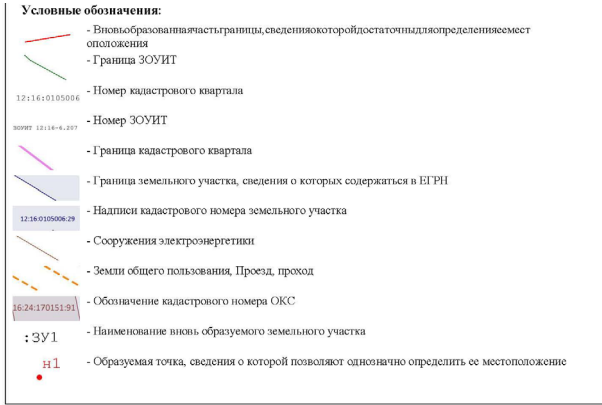 Условные обозначения:
- Вновьобразованнаячастьграницы,сведенияокоторойдостаточныдляопределенияееместоположения
- Граница ЗОУИТ
12:16:0105006 - Номер кадастрового квартала
ЗОУИТ 12:16-6.207 - Номер ЗОУИТ
- Граница кадастрового квартала
- Граница земельного участка, сведения о которых содержаться в ЕГРН
12:16:0105006:29 - Надписи кадастрового номера земельного участка
- Сооружения электроэнергетики
- Земли общего пользования, Проезд, проход
16:24:170151:91 - Обозначение кадастрового номера ОКС
:ЗУ1 - Наименование вновь образуемого земельного участка
н1 - Образуемая точка, сведения о которой позволяют однозначно определить ее местоположение